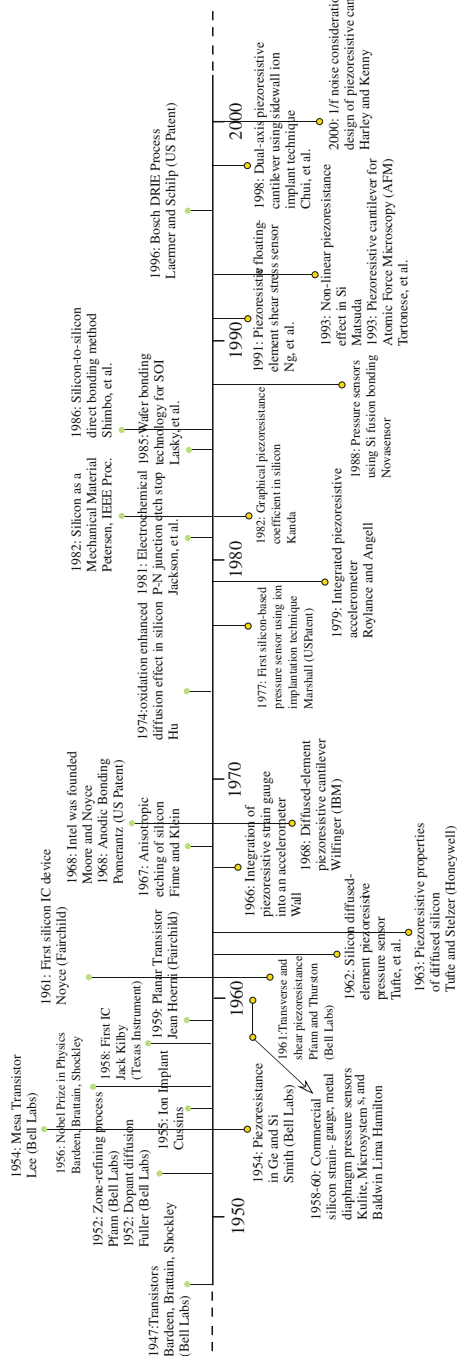 1954: Mesa Transistor
Lee (Bell Labs)
1956: Nobel Prize in Physics
Bardeen, Brattain, Shockley
1961: First silicon IC device
Noyce (Fairchild)
1968: Intel was founded
Moore and Noyce
1968: Anodic Bonding
Pomerantz (US Patent)
1982: Silicon as a
Mechanical Material
Petersen, IEEE Proc.
1986: Silicon-to-silicon
direct bonding method
Shimbo, et al.
1952: Zone-refining process
Pfann (Bell Labs)
1952: Dopant diffusion
Fuller (Bell Labs)
1958: First IC
Jack Kilby
(Texas Instrument)
1947:Transistors
Bardeen, Brattain, Shockley
(Bell Labs)
1955: Ion Implant
Cussins
1959: Planar Transistor
Jean Hoerni (Fairchild)
1967: Anisotropic
etching of silicon
Finne and Klein
1974:oxidation enhanced
diffusion effect in silicon
Hu
1981: Electrochemical
P-N junction etch stop
Jackson, et al.
1985:Wafer bonding
technology for SOI
Lasky, et al.
1996: Bosch DRIE Process
Laermer and Schilp (US Patent)
1950
1960
1970
1980
1990
2000
1954: Piezoresistance
in Ge and Si
Smith (Bell Labs)
1958-60: Commercial
silicon strain- gauge, metal
diaphragm pressure sensors
Kulite, Microsystem s, and
Baldwin Lima Hamilton
1961:Transverse and
shear piezoresistance
Pfann and Thurston
(Bell Labs)
1962: Silicon diffused-
element piezoresistive
pressure sensor
Tufte, et al.
1963: Piezoresistive properties
of diffused silicon
Tufte and Stelzer (Honeywell)
1966: Integration of
piezoresistive strain gauge
into an accelerometer
Wall
1968: Diffused-element
piezoresistive cantilever
Wilfinger (IBM)
1977: First silicon-based
pressure sensor using ion
implantation technique
Marshall (USPatent)
1979: Integrated piezoresistive
accelerometer
Roylance and Angell
1982: Graphical piezoresistance
coefficient in silicon
Kanda
1988: Pressure sensors
using Si fusion bonding
Novasensor
1991: Piezoresistive floating-
element shear stress sensor
Ng, et al.
1993: Non-linear piezoresistance
effect in Si
Matsuda
1993: Piezoresistive cantilever for
Atomic Force Microscopy (AFM)
Tortonese, et al.
1998: Dual-axis piezoresistive
cantilever using sidewall ion
implant technique
Chui, et al.
2000: 1/f noise consideration
design of piezoresistive can
Harley and Kenny